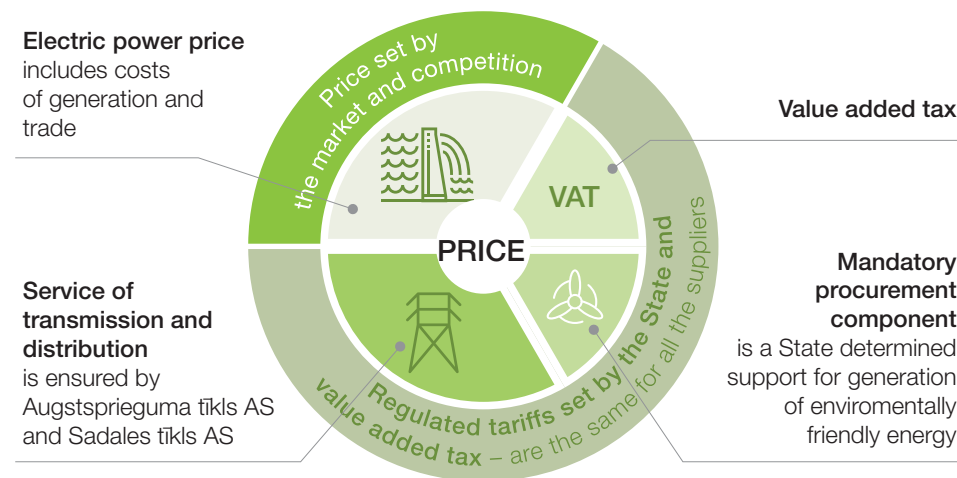 Electric power price
includes costs
of generation and
trade
Price set by
the market and competition
Value added tax
VAT
PRICE
Service of
transmission and
distribution
is ensured by
Augstsprieguma tīkls AS
and Sadales tīkls AS
Mandatory
procurement
component
is a State determined
support for generation
of enviromentally
friendly energy
Regulated tariffs set by the State and
value added tax – are the same for all the suppliers